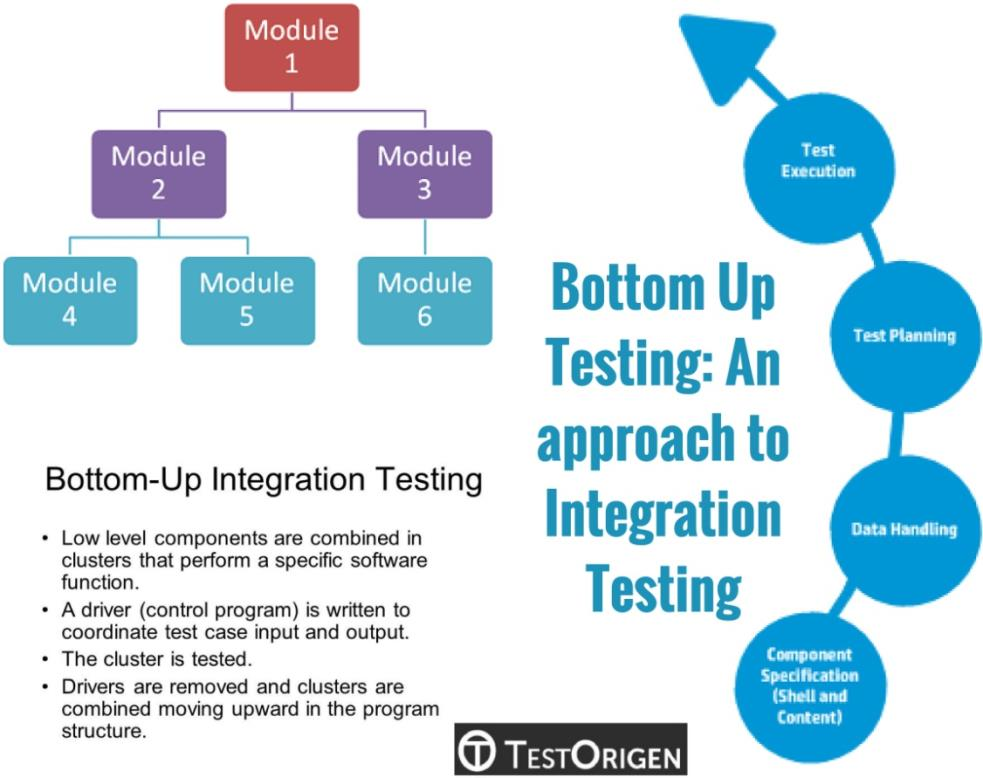 Module
1
Module
2
Module
3
Module
4
Module
5
Module
6
Bottom-Up Integration Testing
• Low level components are combined in
clusters that perform a specific software
function.
• A driver (control program) is written to
coordinate test case input and output.
• The cluster is tested.
• Drivers are removed and clusters are
combined moving upward in the program
structure.
Bottom Up
Testing: An
approach to
Integration
Testing
Test
Execution
Test Planning
Data Handling
Component
Specification
(Shell and
Content)
TESTORIGEN